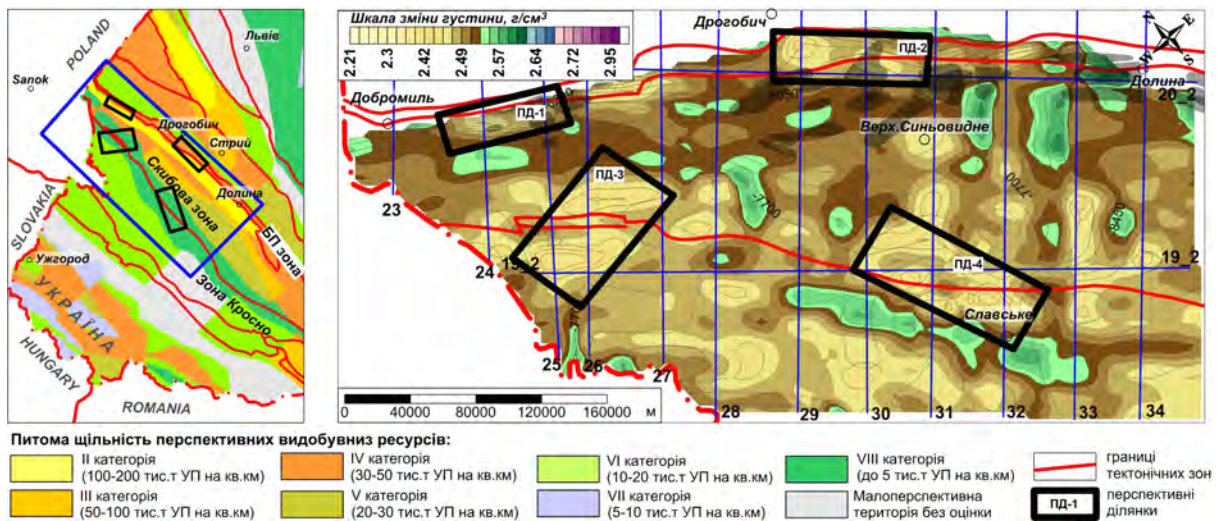 POLAND
Sanok
Львів
Дрогобич
Стрий
Долина
Скибова зона
БП зона
Зона Кросно
SLOVAKIA
Ужгород
УКРАЇНА
HUNGARY
ROMANIA
Шкала зміни густини, г/см³
2.21
2.3
2.42
2.49
2.57
2.64
2.72
2.95
Дрогобич
N
E
W
S
ПД-2
Долина
20_2
Добромиль
ПД-1
Верх.Синьовидне
ПД-3
-7700
-7100
-8450
23
24
19_2
ПД-4
19_2
Славське
25
26
27
28
29
30
31
32
33
34
0 40000 80000 120000 160000 м
Питома щільність перспективних видобувниз ресурсів:
II категорія
(100-200 тис.т УП на кв.км)
III категорія
(50-100 тис.т УП на кв.км)
IV категорія
(30-50 тис.т УП на кв.км)
V категорія
(20-30 тис.т УП на кв.км)
VI категорія
(10-20 тис.т УП на кв.км)
VII категорія
(5-10 тис.т УП на кв.км)
VIII категорія
(до 5 тис.т УП на кв.км)
Малоперспективна
територія без оцінки
границі
тектонічних зон
ПД-1
перспективні
ділянки